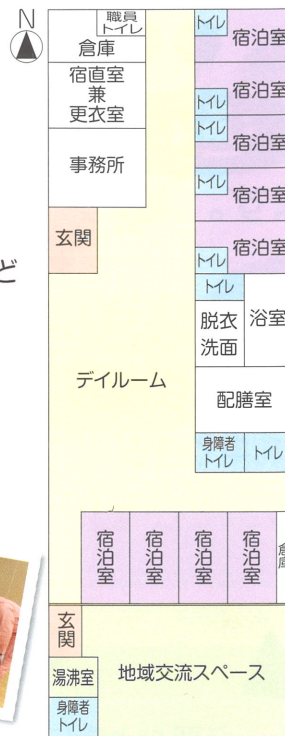 N
職員
トイレ
倉庫
宿直室
兼
更衣室
事務所
玄関
ど
デイルーム
トイレ
宿泊室
宿泊室
トイレ
トイレ
宿泊室
トイレ
宿泊室
宿泊室
トイレ
トイレ
脱衣
洗面
浴室
配膳室
身障者
トイレ
トイレ
宿泊室
宿泊室
宿泊室
宿泊室
倉庫
玄関
湯沸室
身障者
トイレ
地域交流スペース